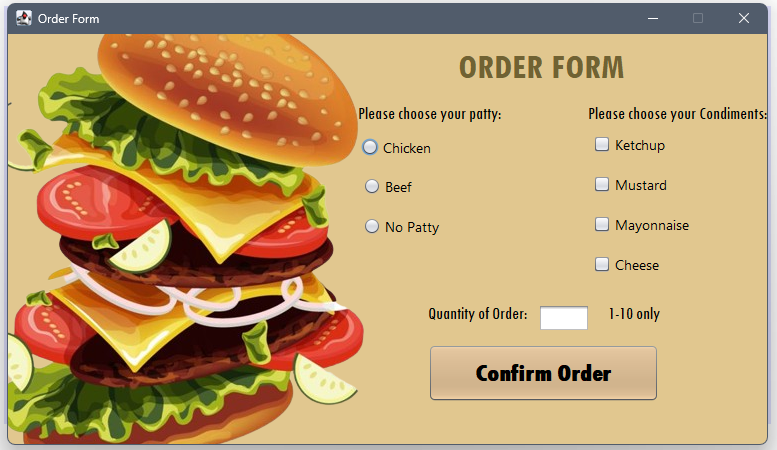 Order Form
ORDER FORM
Please choose your patty:
Chicken
Beef
No Patty
Please choose your Condiments:
Ketchup
Mustard
Mayonnaise
Cheese
Quantity of Order: 1-10 only
Confirm Order